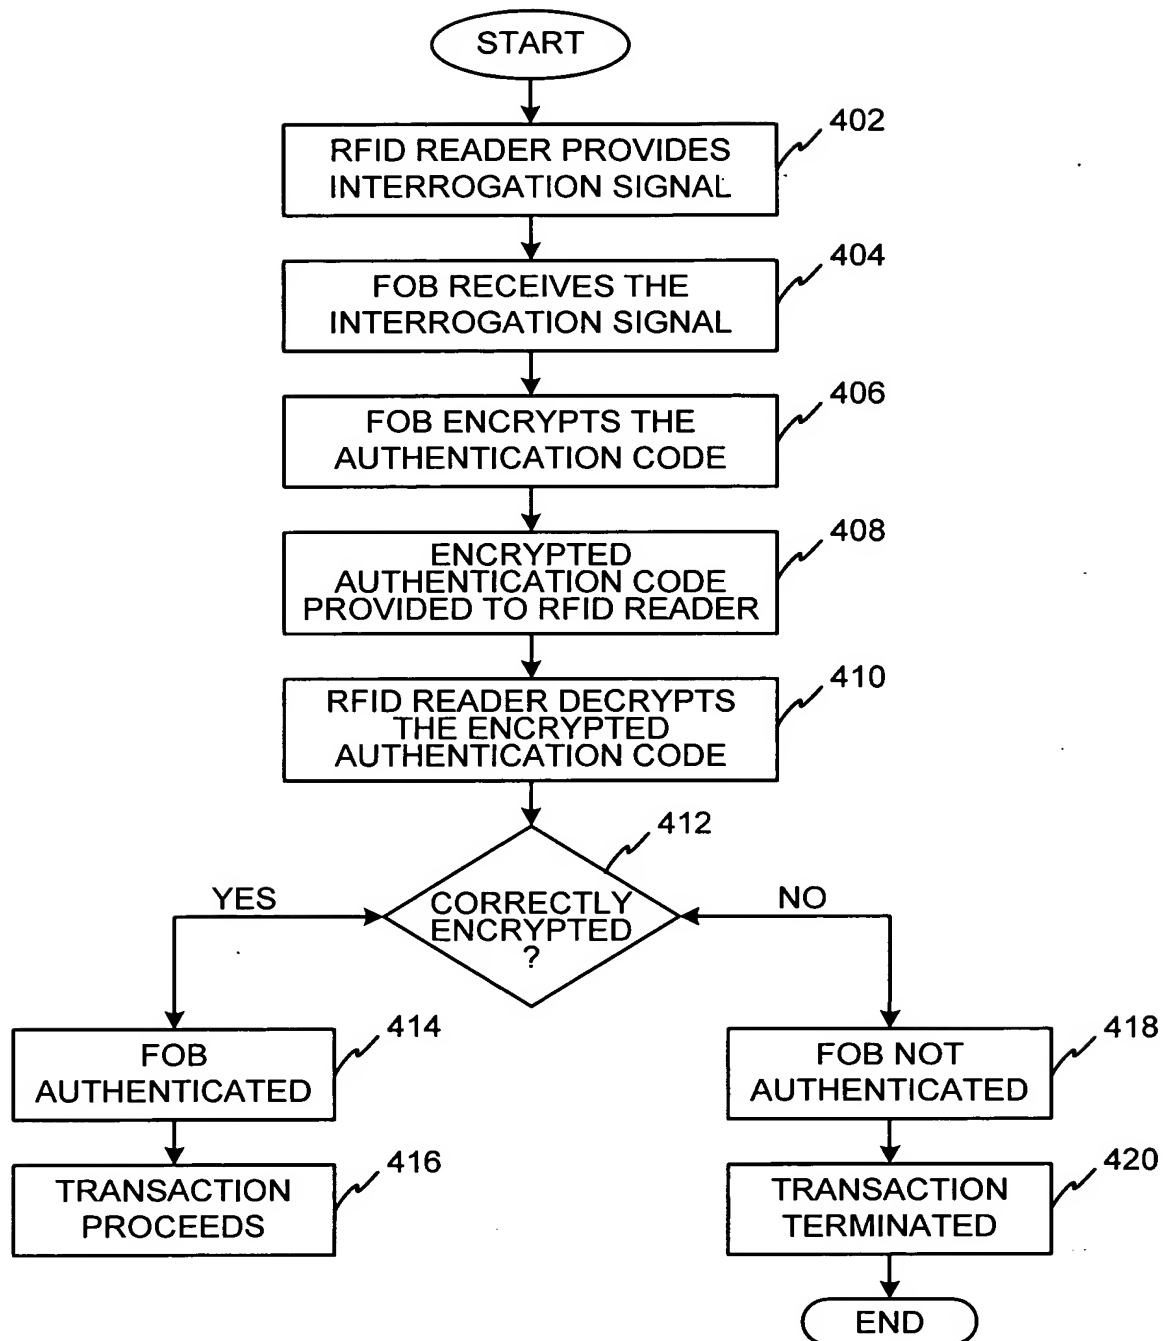 START
402
RFID READER PROVIDES
INTERROGATION SIGNAL
404
FOB RECEIVES THE
INTERROGATION SIGNAL
406
FOB ENCRYPTS THE
AUTHENTICATION CODE
408
ENCRYPTED
AUTHENTICATION CODE
PROVIDED TO RFID READER
410
RFID READER DECRYPTS
THE ENCRYPTED
AUTHENTICATION CODE
412
CORRECTLY
ENCRYPTED
?
YES
NO
414
FOB
AUTHENTICATED
416
TRANSACTION
PROCEEDS
418
FOB NOT
AUTHENTICATED
420
TRANSACTION
TERMINATED
END